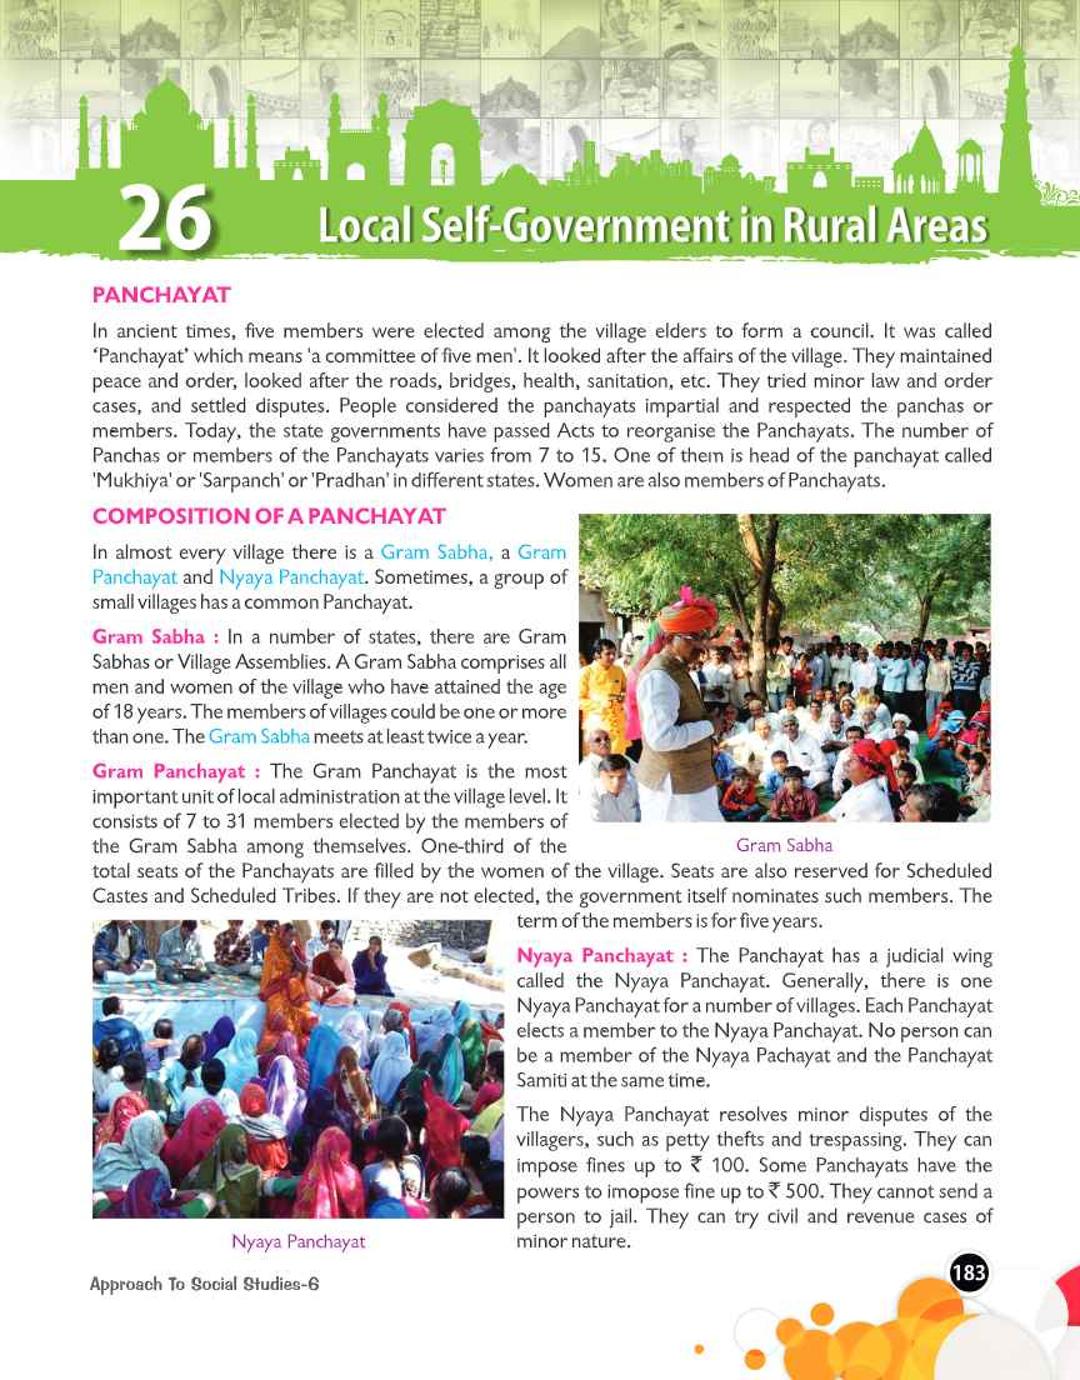 26
Local Self-Government in Rural Areas
PANCHAYAT
In ancient times, five members were elected among the village elders to form a council. It was called
‘Panchayat’ which means 'a committee of five men'. It looked after the affairs of the village. They maintained
peace and order, looked after the roads, bridges, health, sanitation, etc. They tried minor law and order
cases, and settled disputes. People considered the panchayats impartial and respected the panchas or
members. Today, the state governments have passed Acts to reorganise the Panchayats. The number of
Panchas or members of the Panchayats varies from 7 to 15. One of them is head of the panchayat called
'Mukhiya' or 'Sarpanch' or 'Pradhan' in different states. Women are also members of Panchayats.
COMPOSITION OF A PANCHAYAT
In almost every village there is a Gram Sabha, a Gram
Panchayat and Nyaya Panchayat. Sometimes, a group of
small villages has a common Panchayat.
Gram Sabha : In a number of states, there are Gram
Sabhas or Village Assemblies. A Gram Sabha comprises all
men and women of the village who have attained the age
of 18 years. The members of villages could be one or more
than one. The Gram Sabha meets at least twice a year.
Gram Panchayat : The Gram Panchayat is the most
important unit of local administration at the village level. It
consists of 7 to 31 members elected by the members of
the Gram Sabha among themselves. One-third of the
Gram Sabha
total seats of the Panchayats are filled by the women of the village. Seats are also reserved for Scheduled
Castes and Scheduled Tribes. If they are not elected, the government itself nominates such members. The
term of the members is for five years.
Nyaya Panchayat : The Panchayat has a judicial wing
called the Nyaya Panchayat. Generally, there is one
Nyaya Panchayat for a number of villages. Each Panchayat
elects a member to the Nyaya Panchayat. No person can
be a member of the Nyaya Pachayat and the Panchayat
Samiti at the same time.
The Nyaya Panchayat resolves minor disputes of the
villagers, such as petty thefts and trespassing. They can
impose fines up to ₹ 100. Some Panchayats have the
powers to imopose fine up to ₹ 500. They cannot send a
person to jail. They can try civil and revenue cases of
minor nature.
Nyaya Panchayat
Approach To Social Studies-6
183